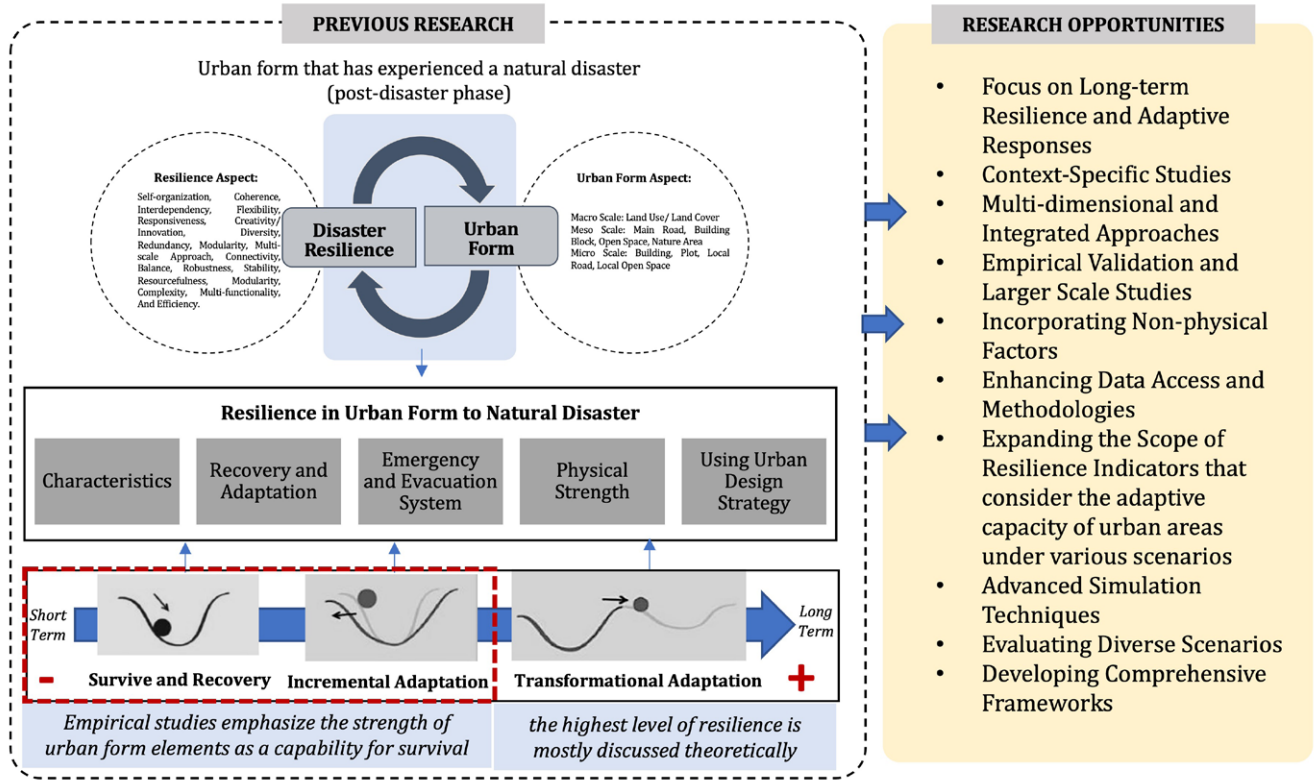 PREVIOUS RESEARCH
Urban form that has experienced a natural disaster
(post-disaster phase)
Resilience Aspect:
Self-organization, Coherence,
Interdependency, Flexibility,
Responsiveness, Creativity/
Innovation, Diversity,
Redundancy, Modularity, Multi-
scale Approach, Connectivity,
Balance, Robustness, Stability,
Resourcefulness, Modularity,
Complexity, Multi-functionality,
And Efficiency.
Disaster
Resilience
Urban
Form
Urban Form Aspect:
Macro Scale: Land Use/ Land Cover
Meso Scale: Main Road, Building
Block, Open Space, Nature Area
Micro Scale: Building, Plot, Local
Road, Local Open Space
Resilience in Urban Form to Natural Disaster
Characteristics
Recovery and
Adaptation
Emergency
and Evacuation
System
Physical
Strength
Using Urban
Design
Strategy
Short
Term
Long
Term
-
Survive and Recovery
Incremental Adaptation
Transformational Adaptation
+
Empirical studies emphasize the strength of
urban form elements as a capability for survival
the highest level of resilience is
mostly discussed theoretically
RESEARCH OPPORTUNITIES
• Focus on Long-term
Resilience and Adaptive
Responses
• Context-Specific Studies
• Multi-dimensional and
Integrated Approaches
• Empirical Validation and
Larger Scale Studies
• Incorporating Non-physical
Factors
• Enhancing Data Access and
Methodologies
• Expanding the Scope of
Resilience Indicators that
consider the adaptive
capacity of urban areas
under various scenarios
• Advanced Simulation
Techniques
• Evaluating Diverse Scenarios
• Developing Comprehensive
Frameworks